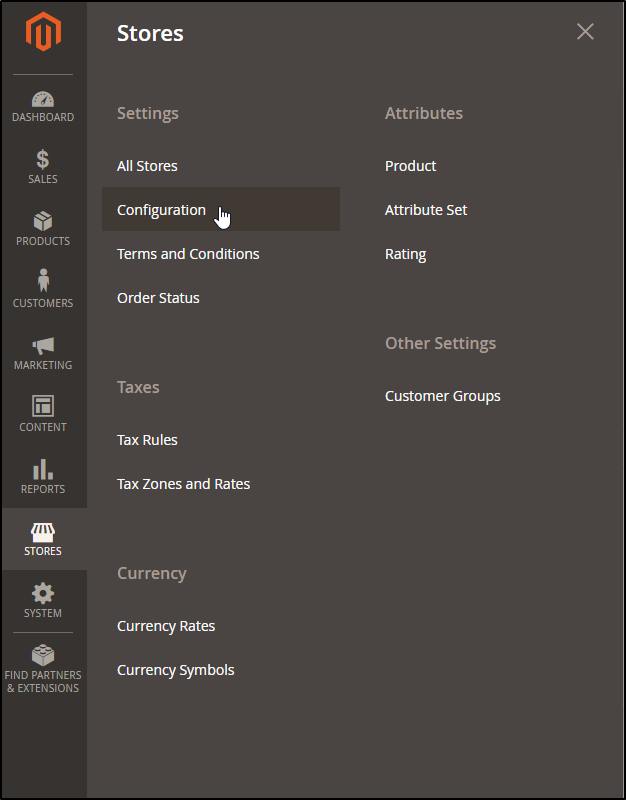 DASHBOARD
SALES
PRODUCTS
CUSTOMERS
MARKETING
CONTENT
REPORTS
STORES
SYSTEM
FIND PARTNERS
& EXTENSIONS
Stores
Settings
All Stores
Configuration
Terms and Conditions
Order Status
Taxes
Tax Rules
Tax Zones and Rates
Currency
Currency Rates
Currency Symbols
Attributes
Product
Attribute Set
Rating
Other Settings
Customer Groups